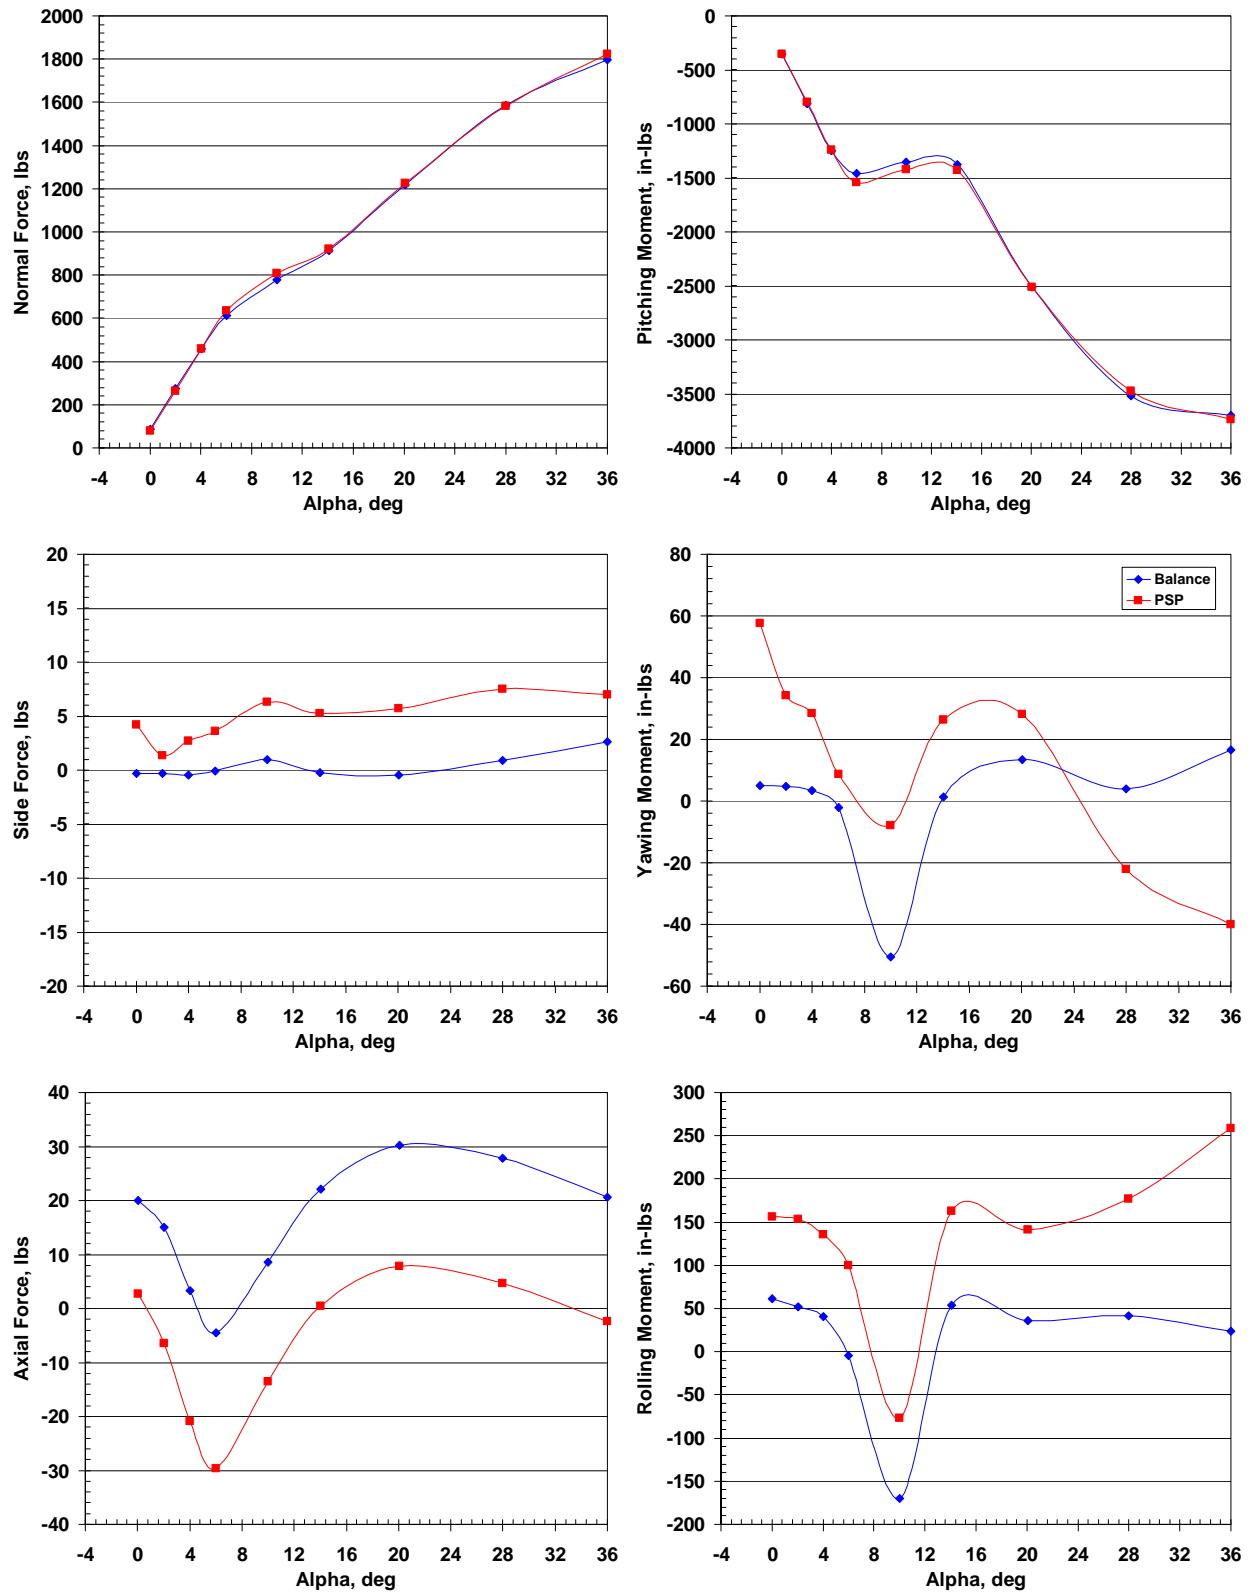 2000
1800
1600
1400
1200
1000
800
600
400
200
0
-4 0 4 8 12 16 20 24 28 32 36
Alpha, deg
Normal Force, lbs
0
-500
-1000
-1500
-2000
-2500
-3000
-3500
-4000
-4 0 4 8 12 16 20 24 28 32 36
Alpha, deg
Pitching Moment, in-lbs
20
15
10
5
0
-5
-10
-15
-20
-4 0 4 8 12 16 20 24 28 32 36
Alpha, deg
Side Force, lbs
80
60
40
20
0
-20
-40
-60
-4 0 4 8 12 16 20 24 28 32 36
Alpha, deg
Yawing Moment, in-lbs
Balance
PSP
40
30
20
10
0
-10
-20
-30
-40
-4 0 4 8 12 16 20 24 28 32 36
Alpha, deg
Axial Force, lbs
300
250
200
150
100
50
0
-50
-100
-150
-200
-4 0 4 8 12 16 20 24 28 32 36
Alpha, deg
Rolling Moment, in-lbs